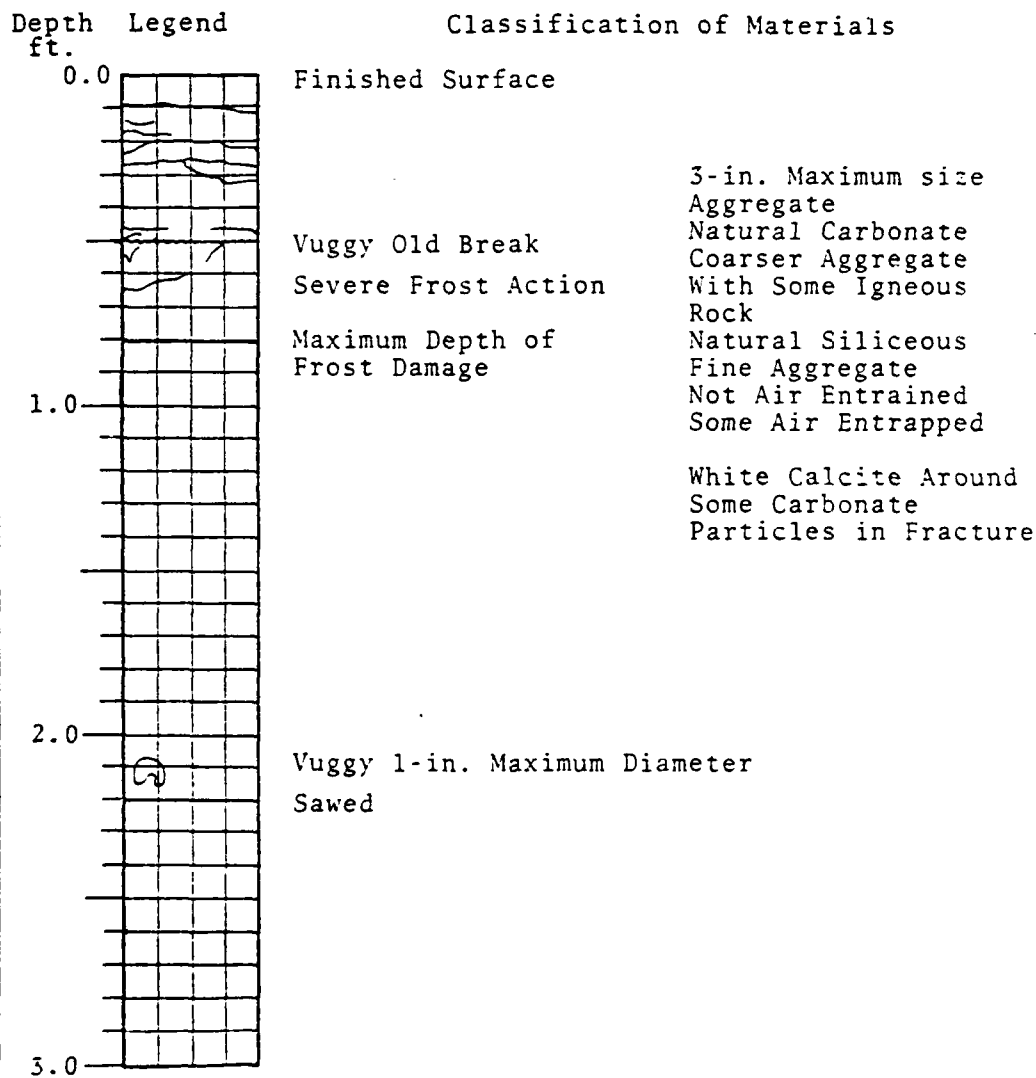 Depth Legend Classification of Materials
ft.
0.0 Finished Surface
3-in. Maximum size
Aggregate
Natural Carbonate
Vuggy Old Break
Coarser Aggregate
Severe Frost Action
With Some Igneous
Rock
Maximum Depth of
Frost Damage
Natural Siliceous
Fine Aggregate
Not Air Entrained
1.0
Some Air Entrapped
White Calcite Around
Some Carbonate
Particles in Fracture
2.0
Vuggy 1-in. Maximum Diameter
Sawed
3.0